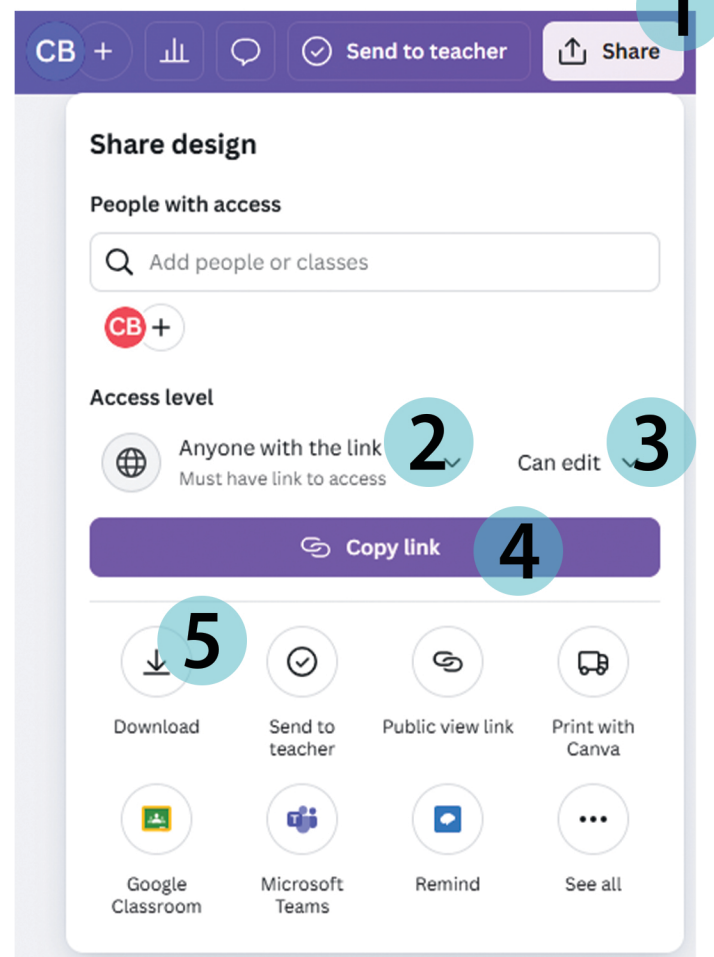 1
CB + Send to teacher Share
Share design
People with access
Add people or classes
CB +
Access level
Anyone with the link 2 Can edit 3
Must have link to access
Copy link 4
5
Download
Send to
teacher
Public view link
Print with
Canva
Google
Classroom
Microsoft
Teams
Remind
See all